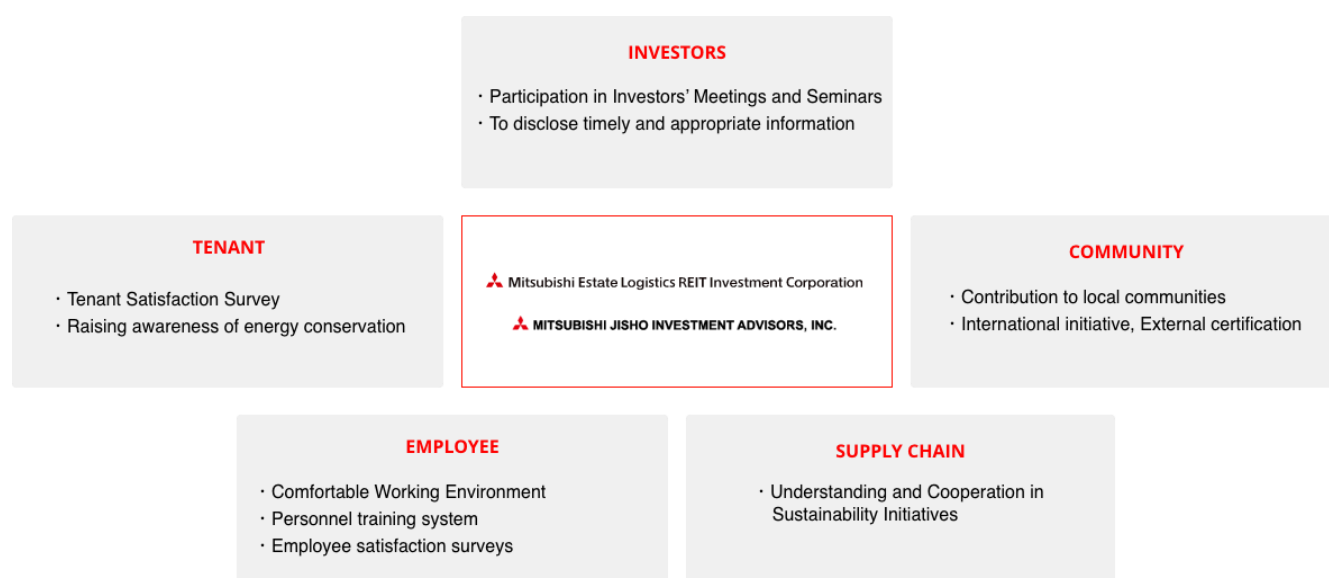 INVESTORS
・Participation in Investors’ Meetings and Seminars
・To disclose timely and appropriate information
TENANT
・Tenant Satisfaction Survey
・Raising awareness of energy conservation
Mitsubishi Estate Logistics REIT Investment Corporation
MITSUBISHI JISHO INVESTMENT ADVISORS, INC.
COMMUNITY
・Contribution to local communities
・International initiative, External certification
EMPLOYEE
・Comfortable Working Environment
・Personnel training system
・Employee satisfaction surveys
SUPPLY CHAIN
・Understanding and Cooperation in
Sustainability Initiatives